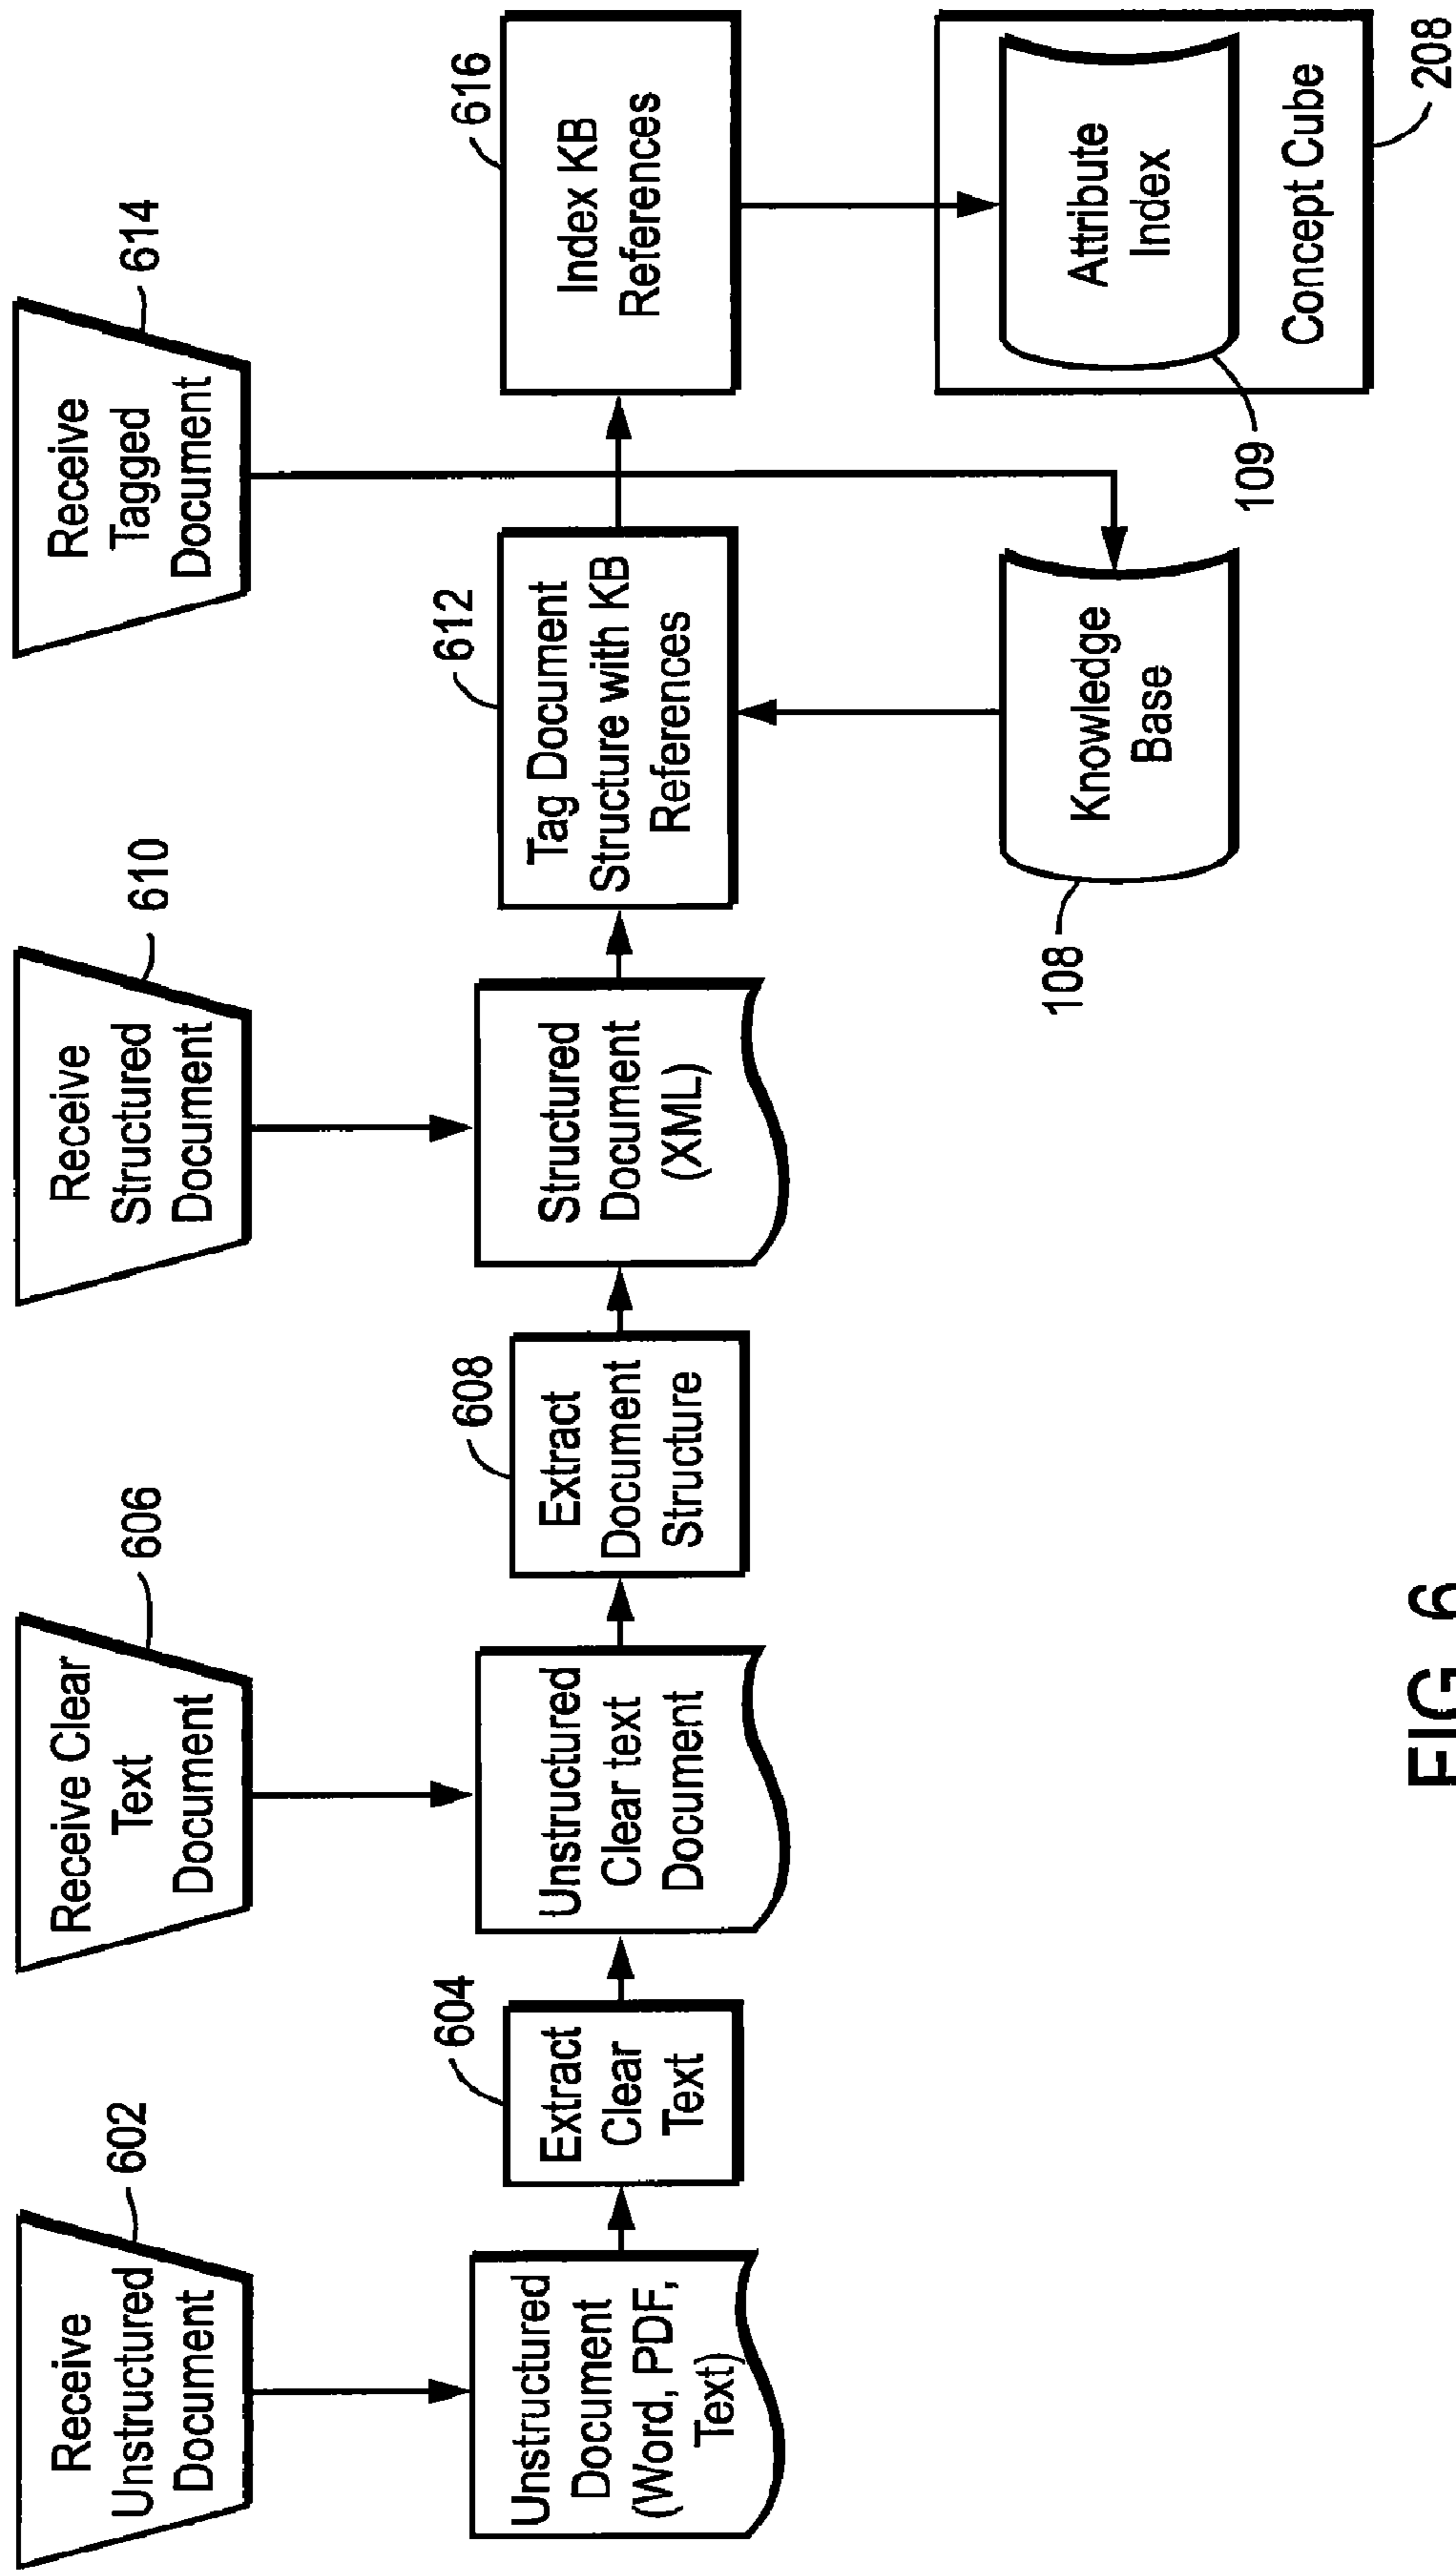 Receive
Unstructured
Document
602
Receive Clear
Text
Document
606
Receive
Structured
Document
610
Receive
Tagged
Document
614
Unstructured
Document
(Word, PDF,
Text)
604
Extract
Clear
Text
Unstructured
Clear text
Document
608
Extract
Document
Structure
Structured
Document
(XML)
612
Tag Document
Structure with KB
References
616
Index KB
References
108
Knowledge
Base
109
Attribute
Index
Concept Cube
208
FIG. 6